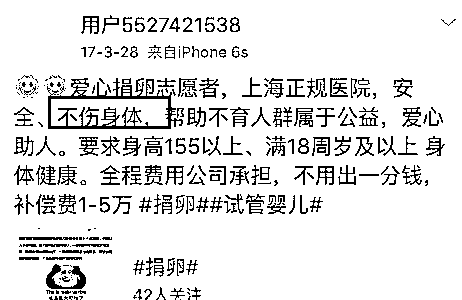 用户5527421538
17-3-28 来自iPhone 6s
爱心捐卵志愿者，上海正规医院，安
全、不伤身体，帮助不育人群属于公益，爱心
助人。要求身高155以上、满18周岁及以上 身
体健康。全程费用公司承担，不用出一分钱，
补偿费1-5万 #捐卵##试管婴儿#
#捐卵#
42人关注